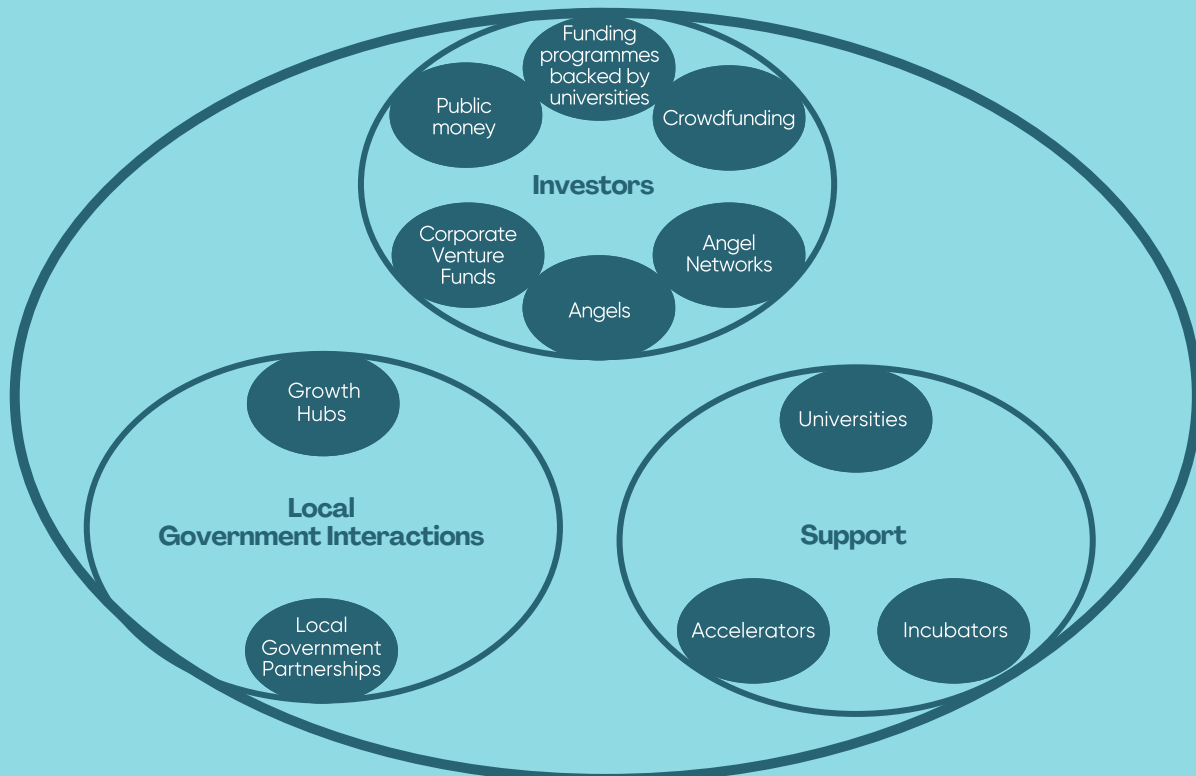 Funding
programmes
backed by
universities
Public
money
Crowdfunding
Investors
Corporate
Venture
Funds
Angel
Networks
Angels
Growth
Hubs
Local
Government Interactions
Local
Government
Partnerships
Universities
Support
Accelerators
Incubators